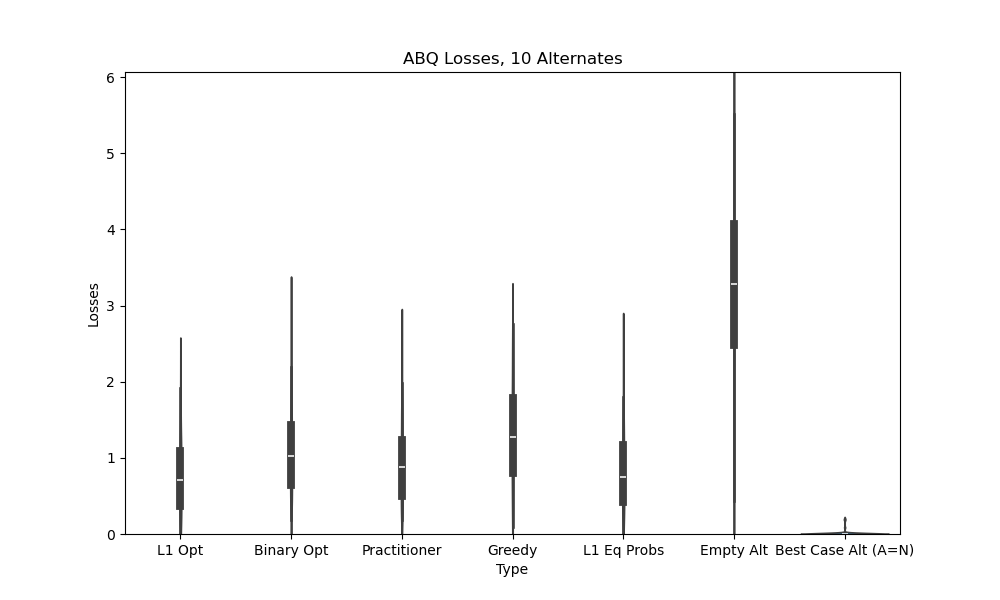 ABQ Losses, 10 Alternates
6
5
4
3
2
1
0
Losses
L1 Opt Binary Opt Practitioner Greedy L1 Eq Probs Empty Alt Best Case Alt (A=N)
Type